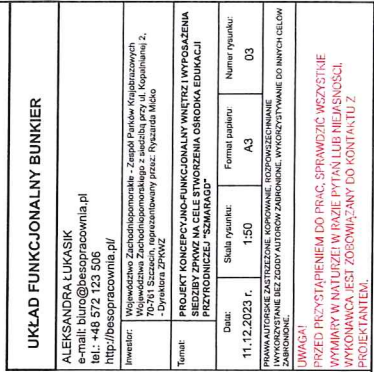 UKŁAD FUNKCJONALNY BUNKIER
ALEKSANDRA ŁUKASIK
e-mail: biuro@besopracownia.pl
tel.: +48 572 123 506
http://besopracownia.pl/
Inwestor:
Województwo Zachodniopomorskie - Zespół Parków Krajobrazowych
Województwa Zachodniopomorskiego z siedzibą przy ul. Kopalnianej 2,
70-761 Szczecin, reprezentowany przez: Ryszarda Mićko
- Dyrektora ZPKWZ
Temat:
PROJEKT KONCEPCYJNO-FUNKCJONALNY WNĘTRZ I WYPOSAŻENIA
SIEDZIBY ZPKWZ NA CELE STWORZENIA OŚRODKA EDUKACJI
PRZYRODNICZEJ "SZMARAGD"
Data:
Skala rysunku:
Format papieru:
Numer rysunku:
11.12.2023 r.
1:50
A3
03
PRAWA AUTORSKIE ZASTRZEŻONE. KOPIOWANIE, ROZPOWSZECHNIANIE
I WYKORZYSTANIE BEZ ZGODY AUTORÓW ZABRONIONE. WYKORZYSTYWANIE DO INNYCH CELÓW
ZABRONIONE.
UWAGA!
PRZED PRZYSTĄPIENIEM DO PRAC, SPRAWDZIĆ WSZYSTKIE
WYMIARY W NATURZE. W RAZIE PYTAŃ LUB NIEJASNOŚCI,
WYKONAWCA JEST ZOBOWIĄZANY DO KONTAKTU Z
PROJEKTANTEM.